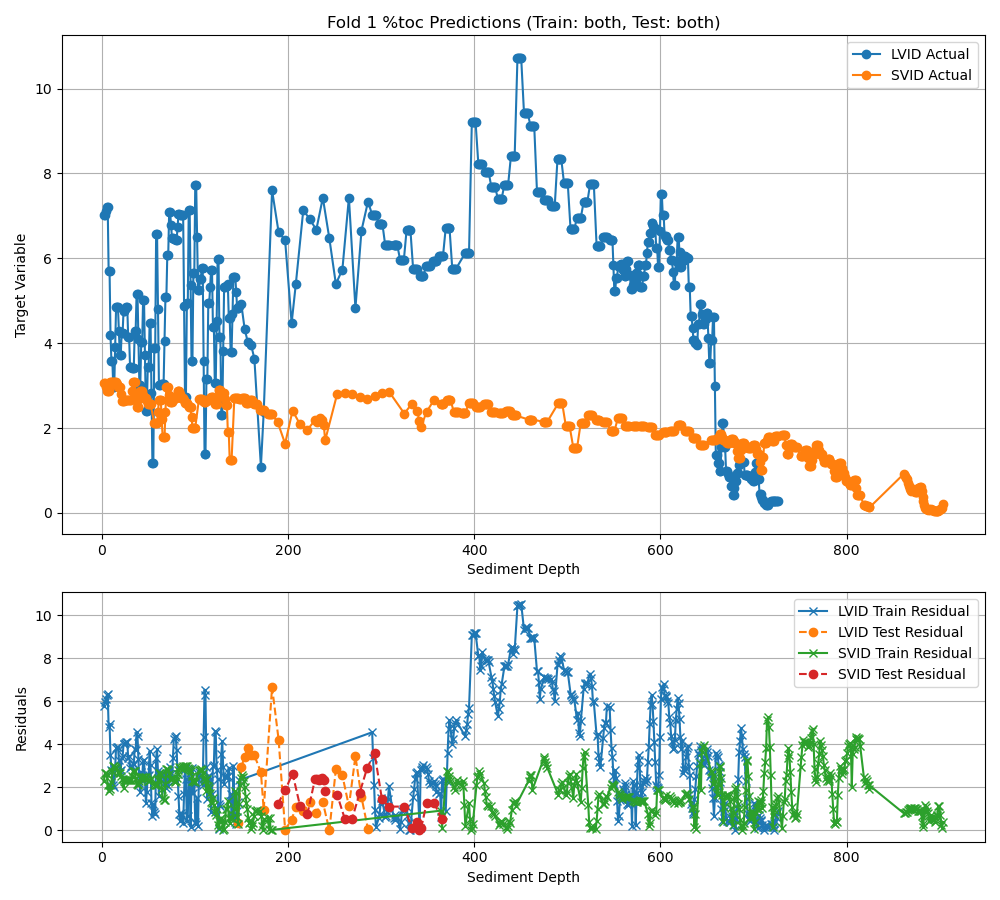 Fold 1 %toc Predictions (Train: both, Test: both)
LVID Actual
SVID Actual
Target Variable
10
8
6
4
2
0
0 200 400 600 800
Sediment Depth
LVID Train Residual
LVID Test Residual
SVID Train Residual
SVID Test Residual
Residuals
10
8
6
4
2
0
0 200 400 600 800
Sediment Depth